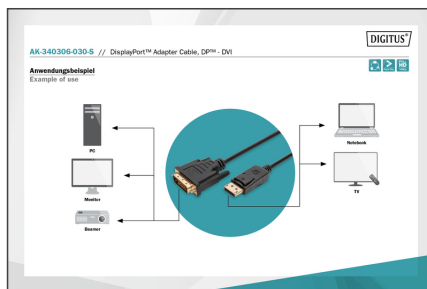 DIGITUS®
AK-340306-030-S // DisplayPort™ Adapter Cable, DP™ - DVI
Anwendungsbeispiel
Example of use
PC
Monitor
Beamer
Notebook
TV